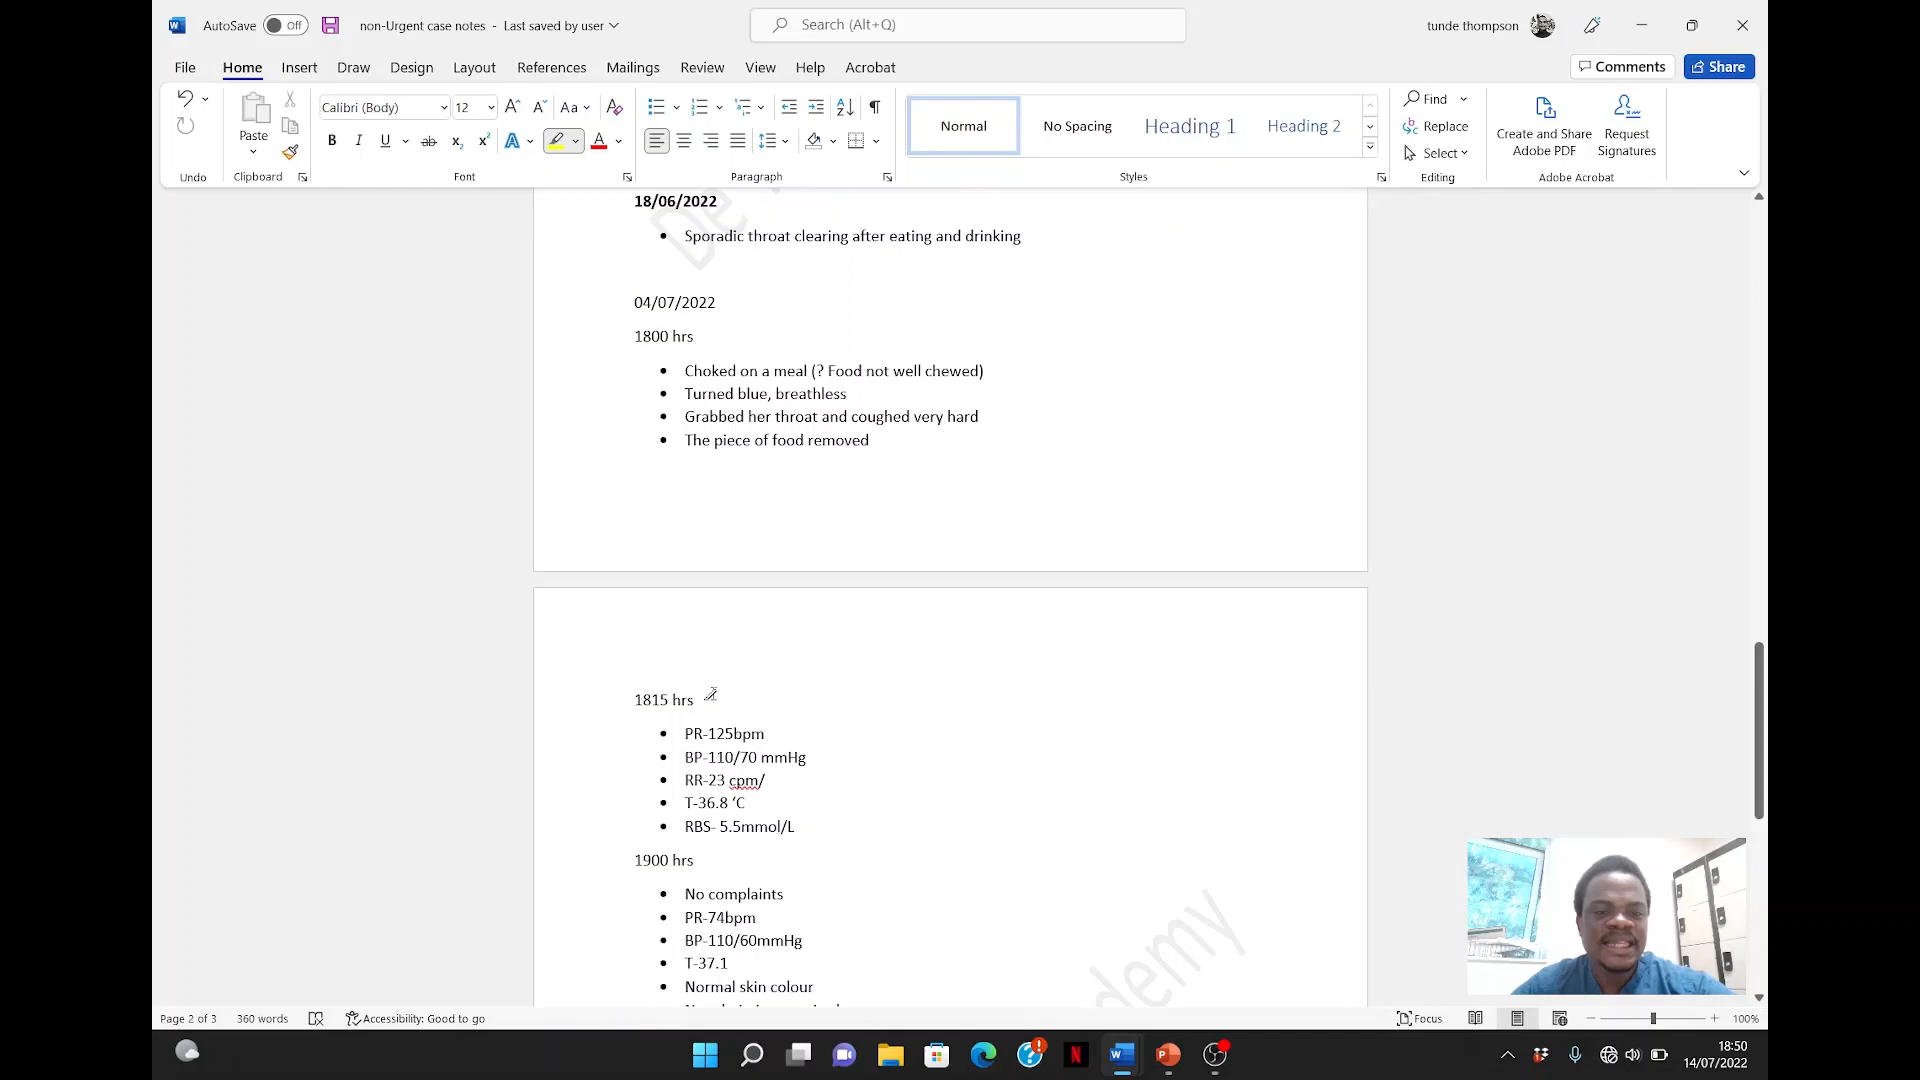 AutoSave Off non-Urgent case notes - Last saved by user Search (Alt+Q) tunde thompson
File Home Insert Draw Design Layout References Mailings Review View Help Acrobat Comments Share
Paste
Calibri (Body) 12 Aa
B I U ab x₂ x² A A
Normal No Spacing Heading 1 Heading 2
Find
Replace
Select
Create and Share
Adobe PDF
Request
Signatures
Undo Clipboard Font Paragraph Styles Editing Adobe Acrobat
18/06/2022
• Sporadic throat clearing after eating and drinking
04/07/2022
1800 hrs
• Choked on a meal (? Food not well chewed)
• Turned blue, breathless
• Grabbed her throat and coughed very hard
• The piece of food removed
1815 hrs
• PR-125bpm
• BP-110/70 mmHg
• RR-23 cpm/
• T-36.8 ‘C
• RBS- 5.5mmol/L
1900 hrs
• No complaints
• PR-74bpm
• BP-110/60mmHg
• T-37.1
• Normal skin colour
Page 2 of 3 360 words Accessibility: Good to go Focus 100%
18:50
14/07/2022